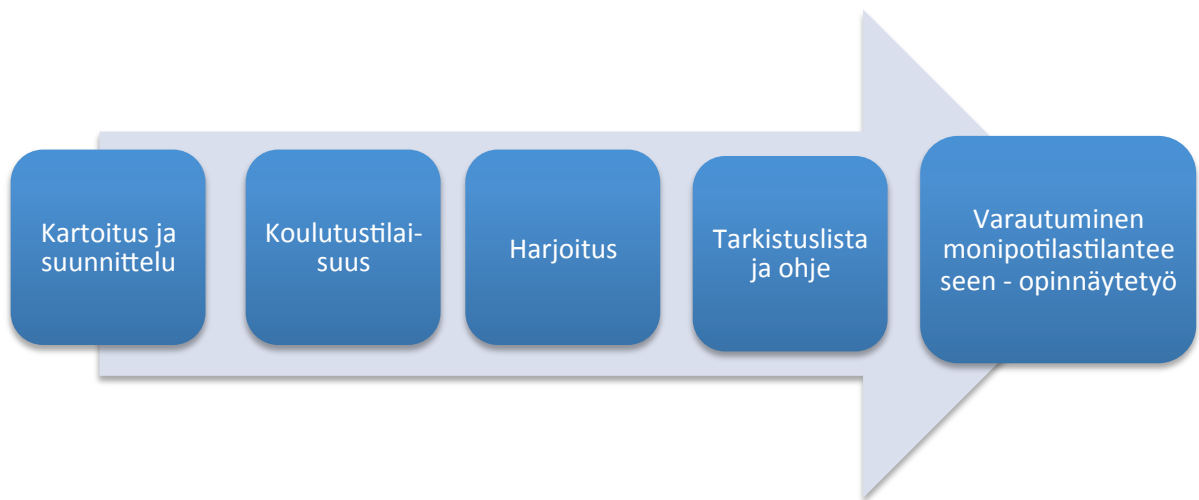 Kartoitus ja
suunnittelu
Koulutustilai-
suus
Harjoitus
Tarkistuslista
ja ohje
Varautuminen
monipotilastilantee
seen - opinnäytetyö